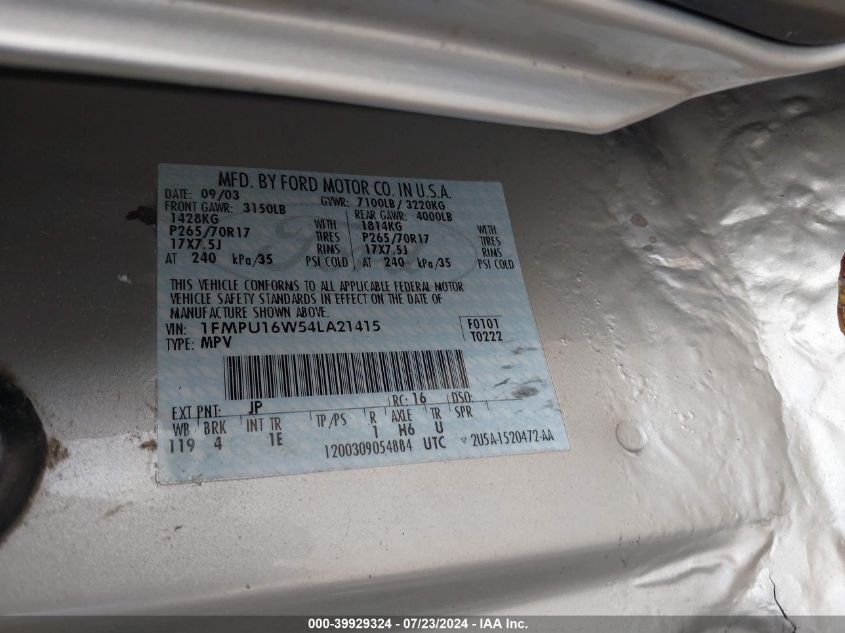 MFD. BY FORD MOTOR CO. IN U.S.A.
DATE: 09/03 GVWR: 7100LB/ 3220KG
FRONT GAWR: 3150LB REAR GAWR: 4000LB
1428KG WITH 1814KG WITH
P265/70R17 TIRES P265/70R17 TIRES
17X7.5J RIMS 17X7.5J RIMS
AT 240 kPa/35 PSI COLD AT 240 kPa/35 PSI COLD
THIS VEHICLE CONFORMS TO ALL APPLICABLE FEDERAL MOTOR
VEHICLE SAFETY STANDARDS IN EFFECT ON THE DATE OF
MANUFACTURE SHOWN ABOVE.
VIN: 1FMPU16W54LA21415 F0101
TYPE: MPV T0222
EXT PNT: JP RC: 16 DSO:
WB BRK INT TR TP/PS R AXLE TR SPR
119 4 1E 1 H6 U
1200309054884 UTC 2U5A-1520472-AA
000-39929324 / 07/23/2024 - IAA Inc.